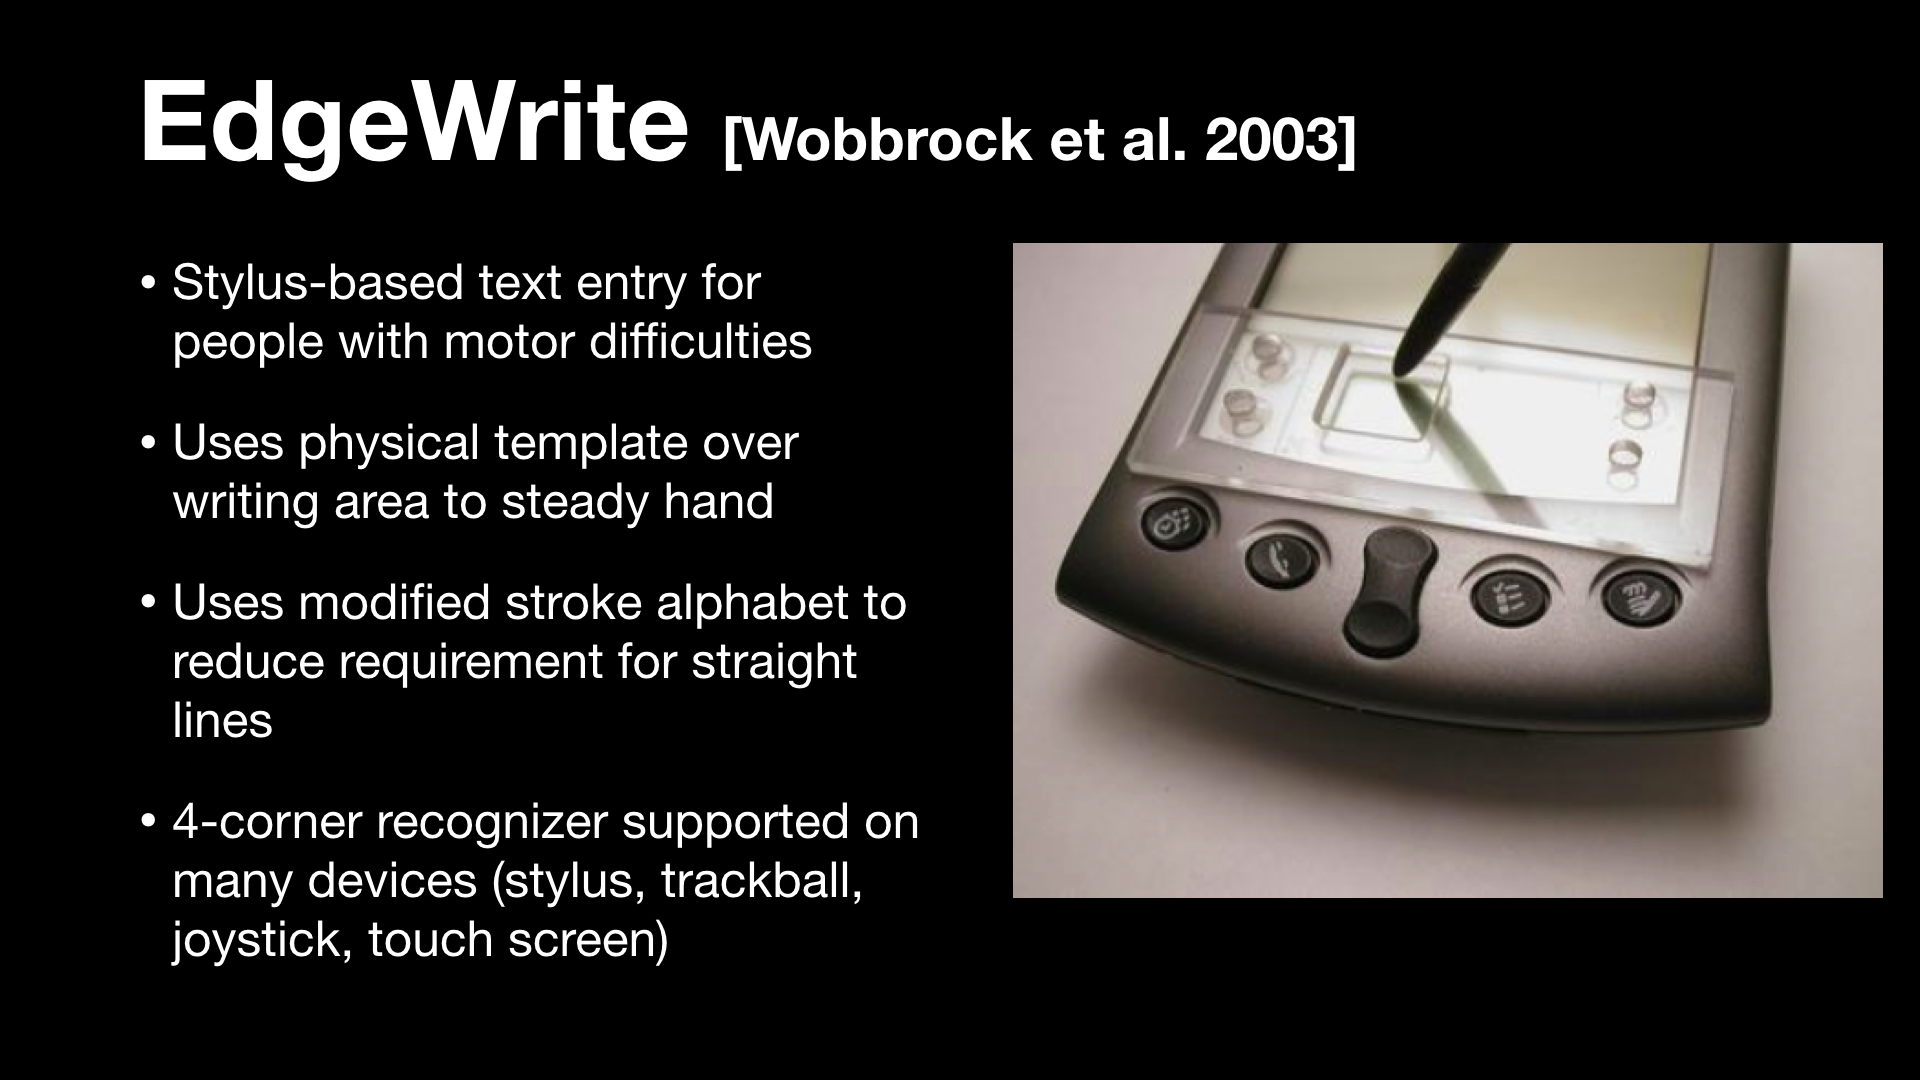 EdgeWrite [Wobbrock et al. 2003]
• Stylus-based text entry for
people with motor difficulties
• Uses physical template over
writing area to steady hand
• Uses modified stroke alphabet to
reduce requirement for straight
lines
• 4-corner recognizer supported on
many devices (stylus, trackball,
joystick, touch screen)